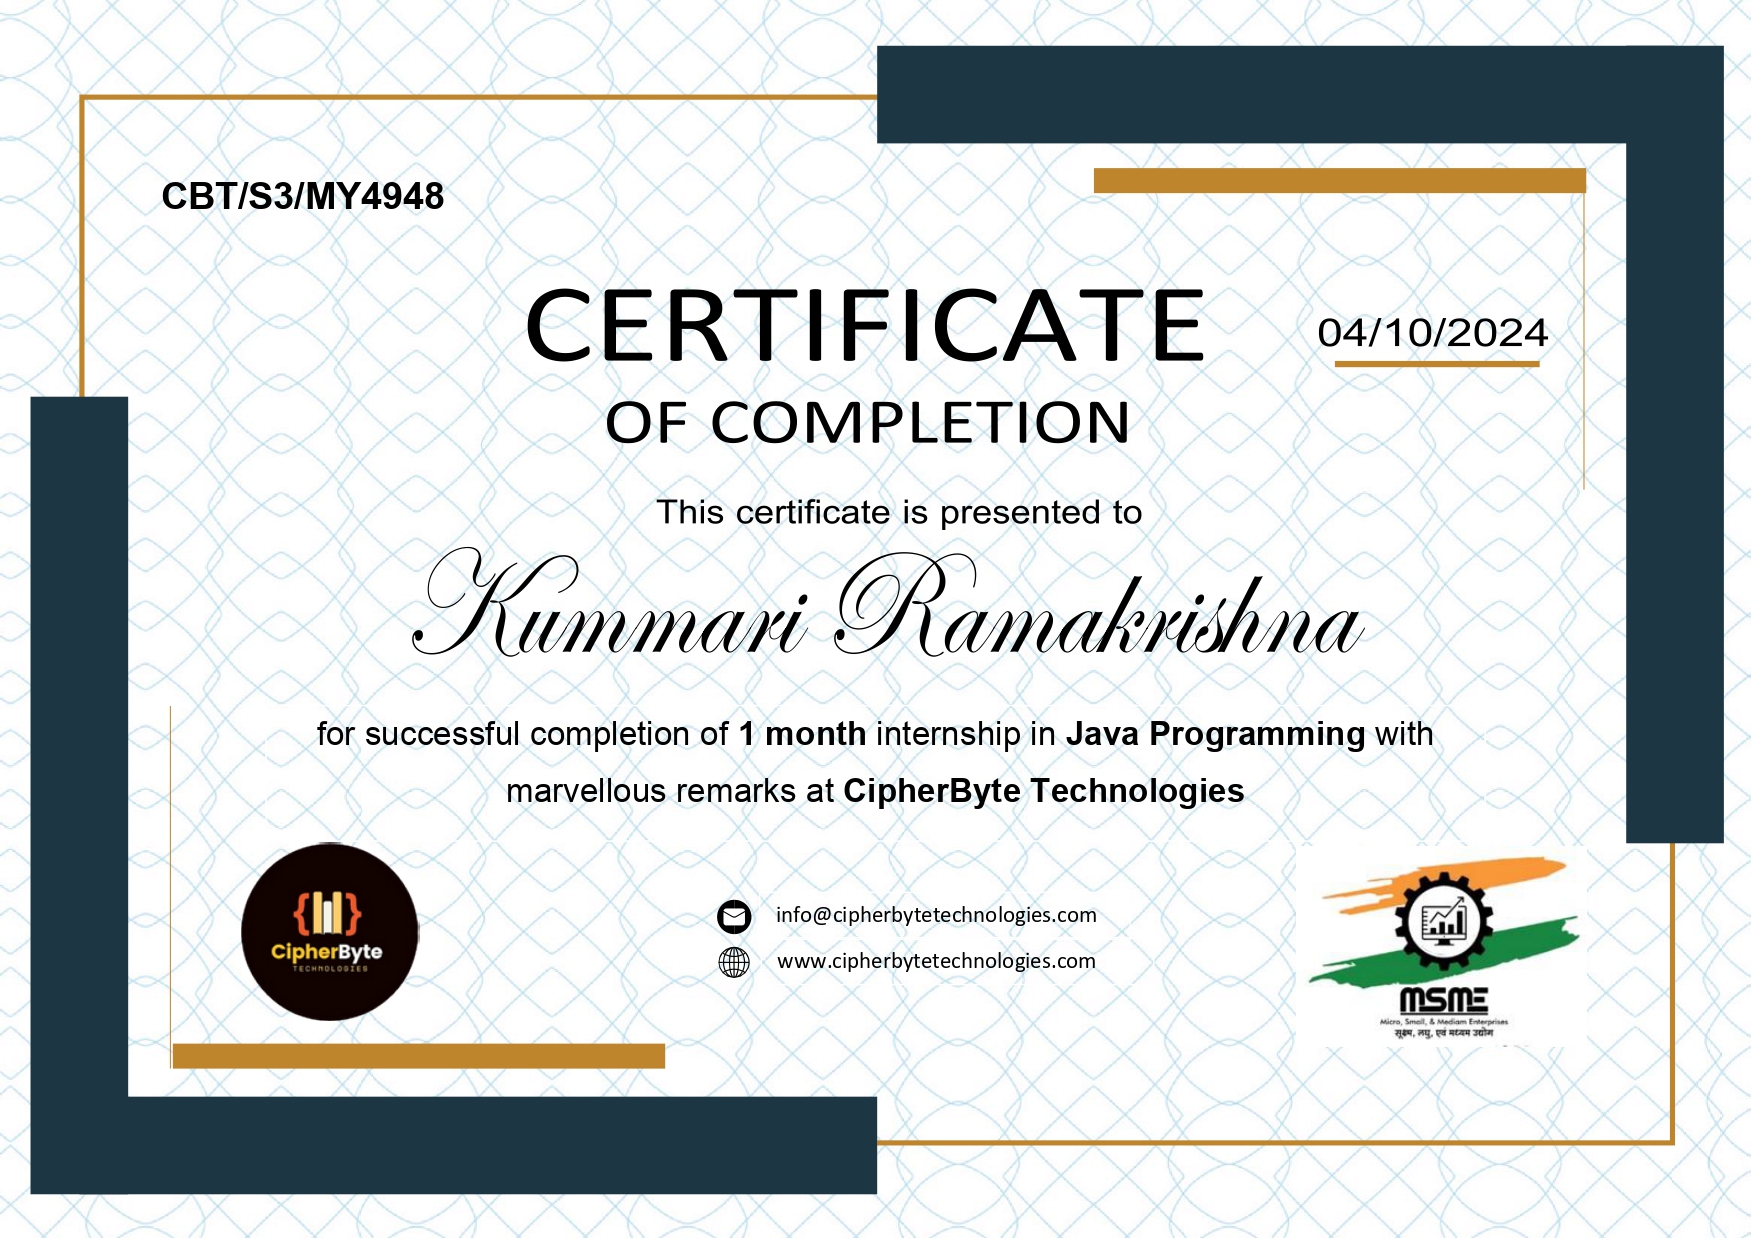 CBT/S3/MY4948
CERTIFICATE
04/10/2024
OF COMPLETION
This certificate is presented to
Kummari Ramakrishna
for successful completion of 1 month internship in Java Programming with
marvellous remarks at CipherByte Technologies
CipherByte
TECHNOLOGIES
info@cipherbytetechnologies.com
www.cipherbytetechnologies.com
MSME
Micro, Small, & Mediam Enterprises
सूक्ष्म, लघु, एवं मध्यम उद्योग